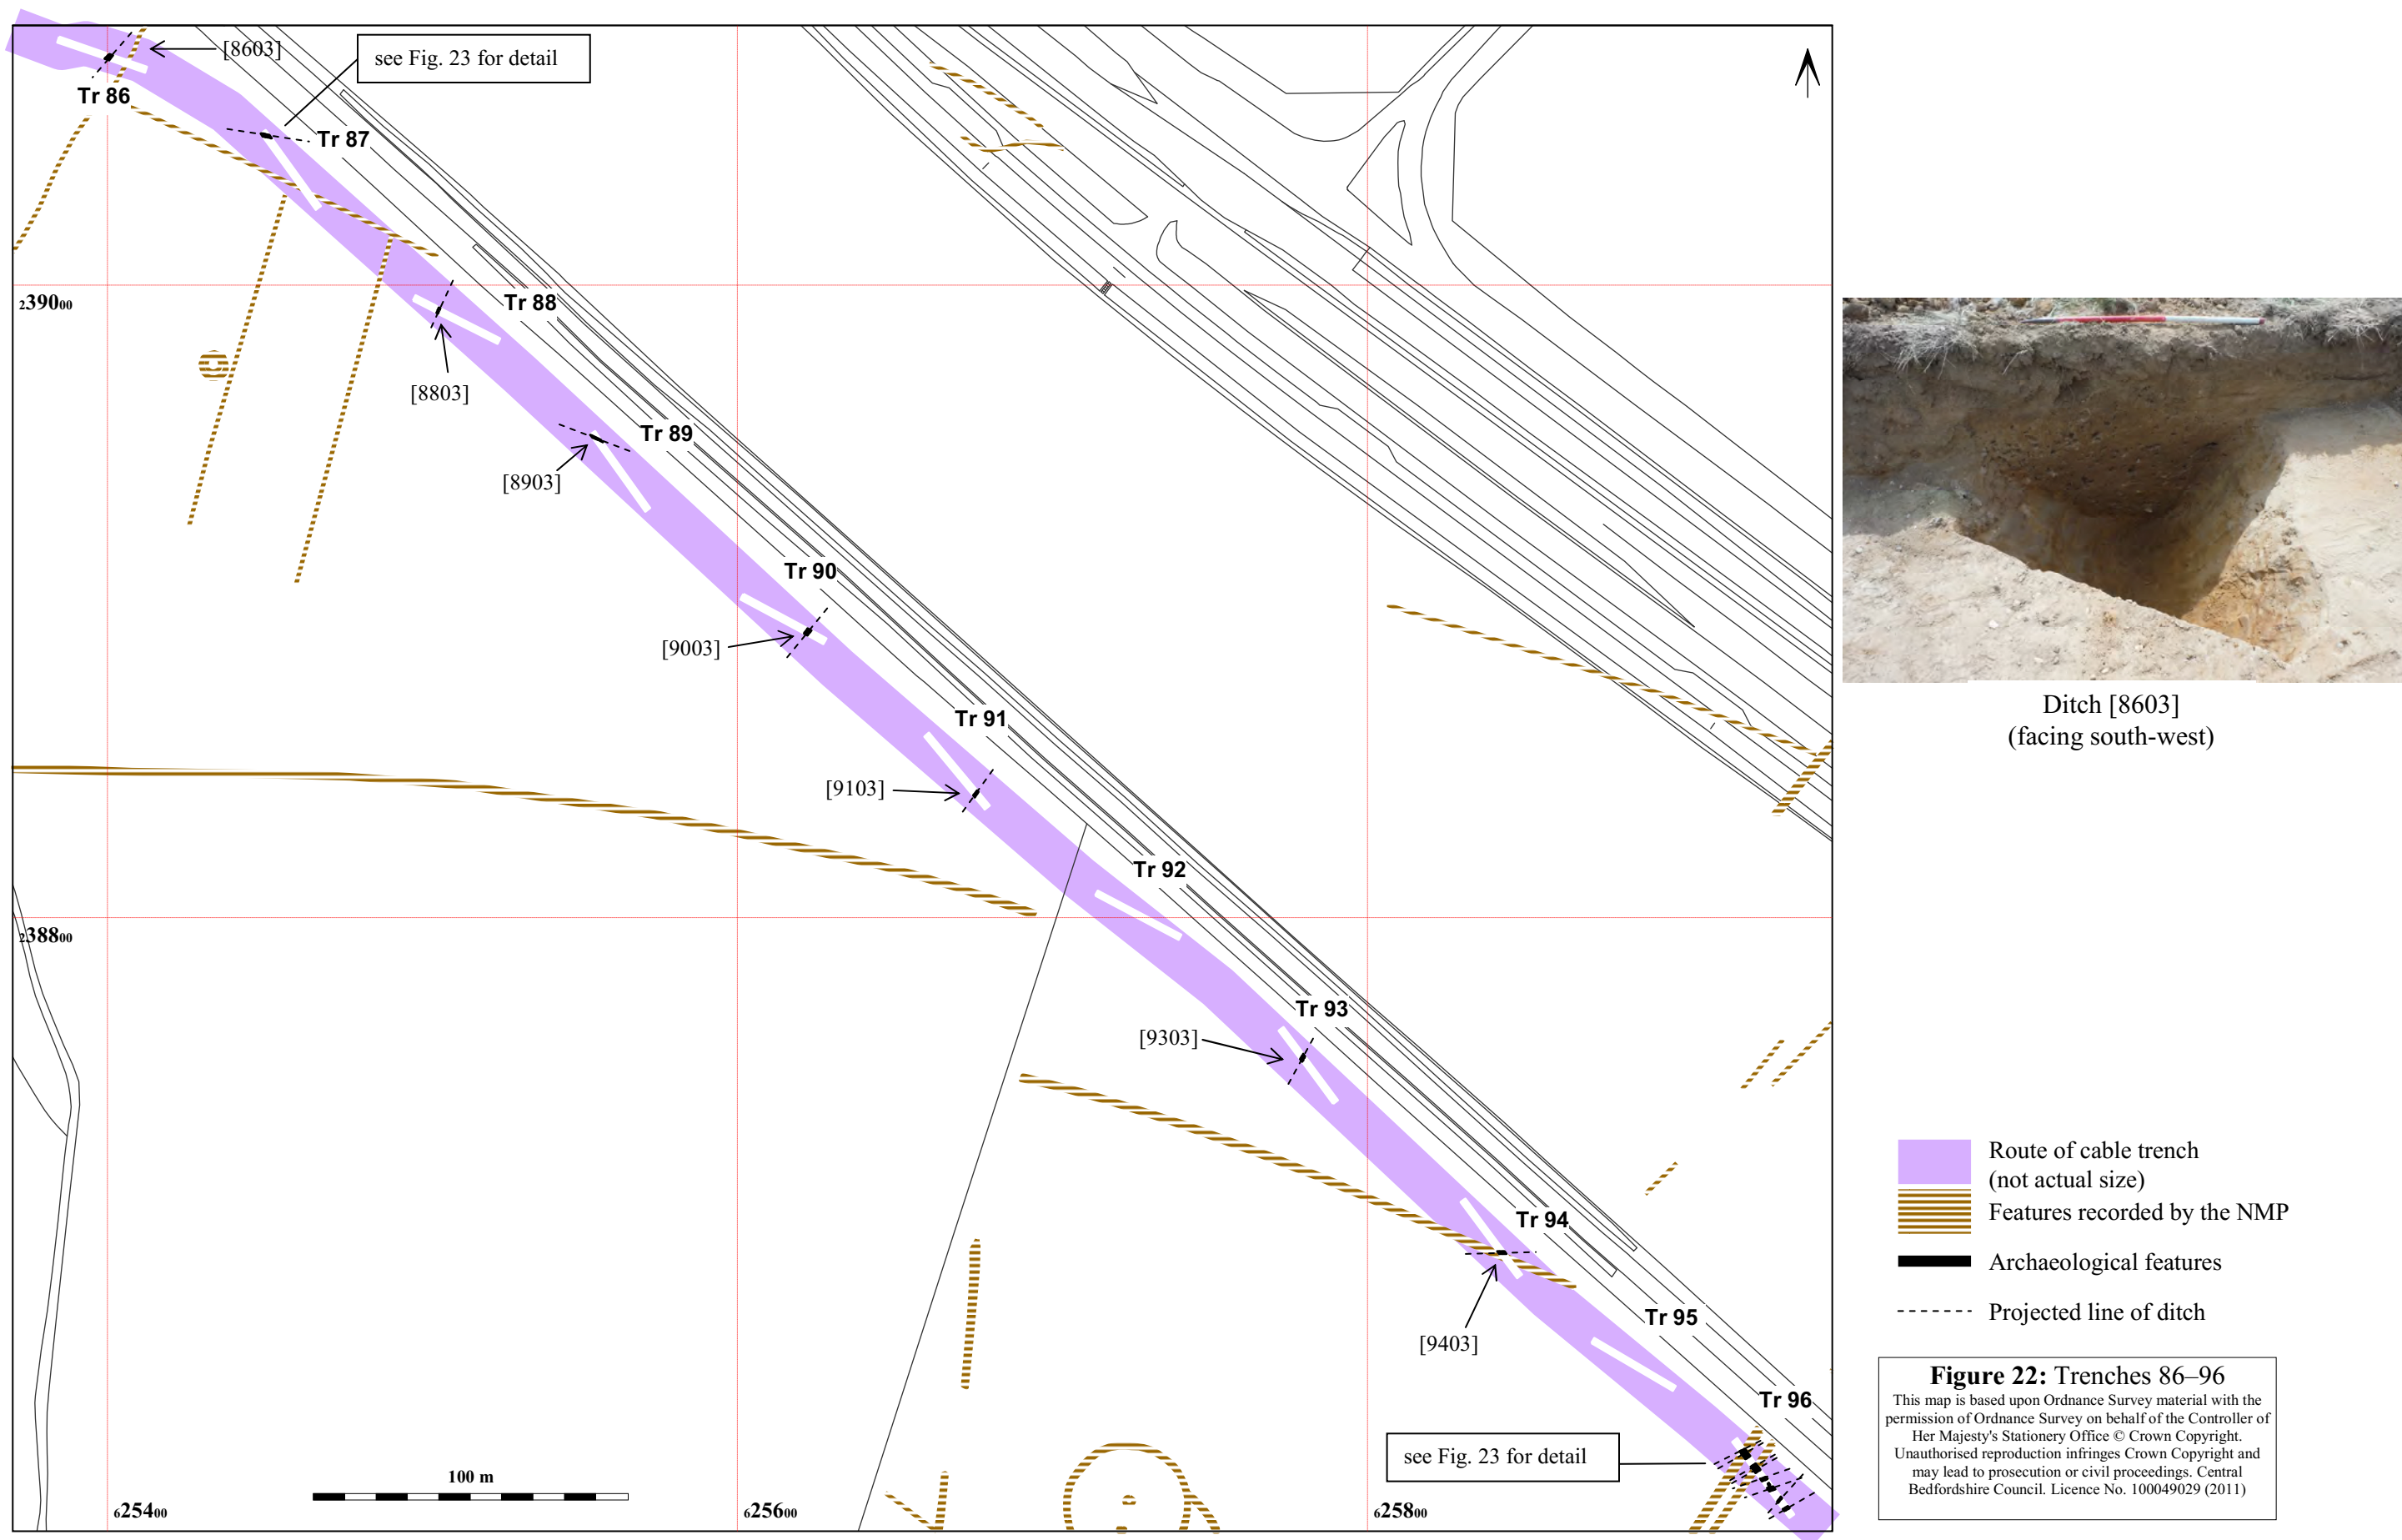 [8603]
see Fig. 23 for detail
Tr 86
Tr 87
Tr 88
239000
[8803]
Tr 89
[8903]
Tr 90
[9003]
Tr 91
[9103]
Tr 92
238800
Tr 93
[9303]
Tr 94
[9403]
Tr 95
Tr 96
see Fig. 23 for detail
100 m
625400
625600
625800
Ditch [8603]
(facing south-west)
Route of cable trench
(not actual size)
Features recorded by the NMP
Archaeological features
Projected line of ditch
Figure 22: Trenches 86–96
This map is based upon Ordnance Survey material with the
permission of Ordnance Survey on behalf of the Controller of
Her Majesty's Stationery Office © Crown Copyright.
Unauthorised reproduction infringes Crown Copyright and
may lead to prosecution or civil proceedings. Central
Bedfordshire Council. Licence No. 100049029 (2011)